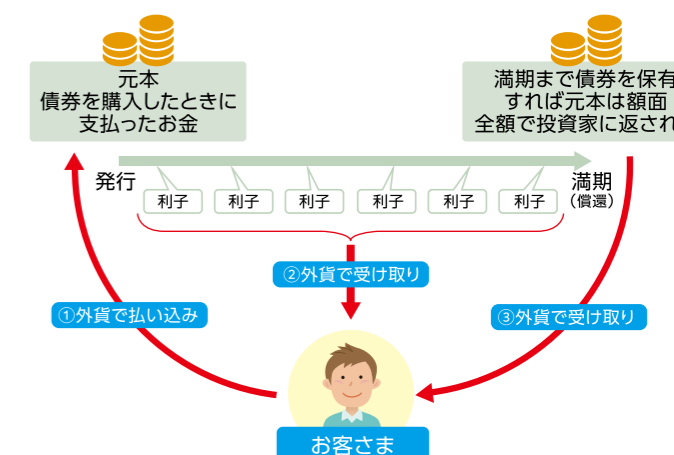 元本
債券を購入したときに
支払ったお金
満期まで債券を保有
すれば元本は額面
全額で投資家に返され
発行
利子
利子
利子
利子
利子
利子
満期
（償還）
②外貨で受け取り
①外貨で払い込み
③外貨で受け取り
お客さま